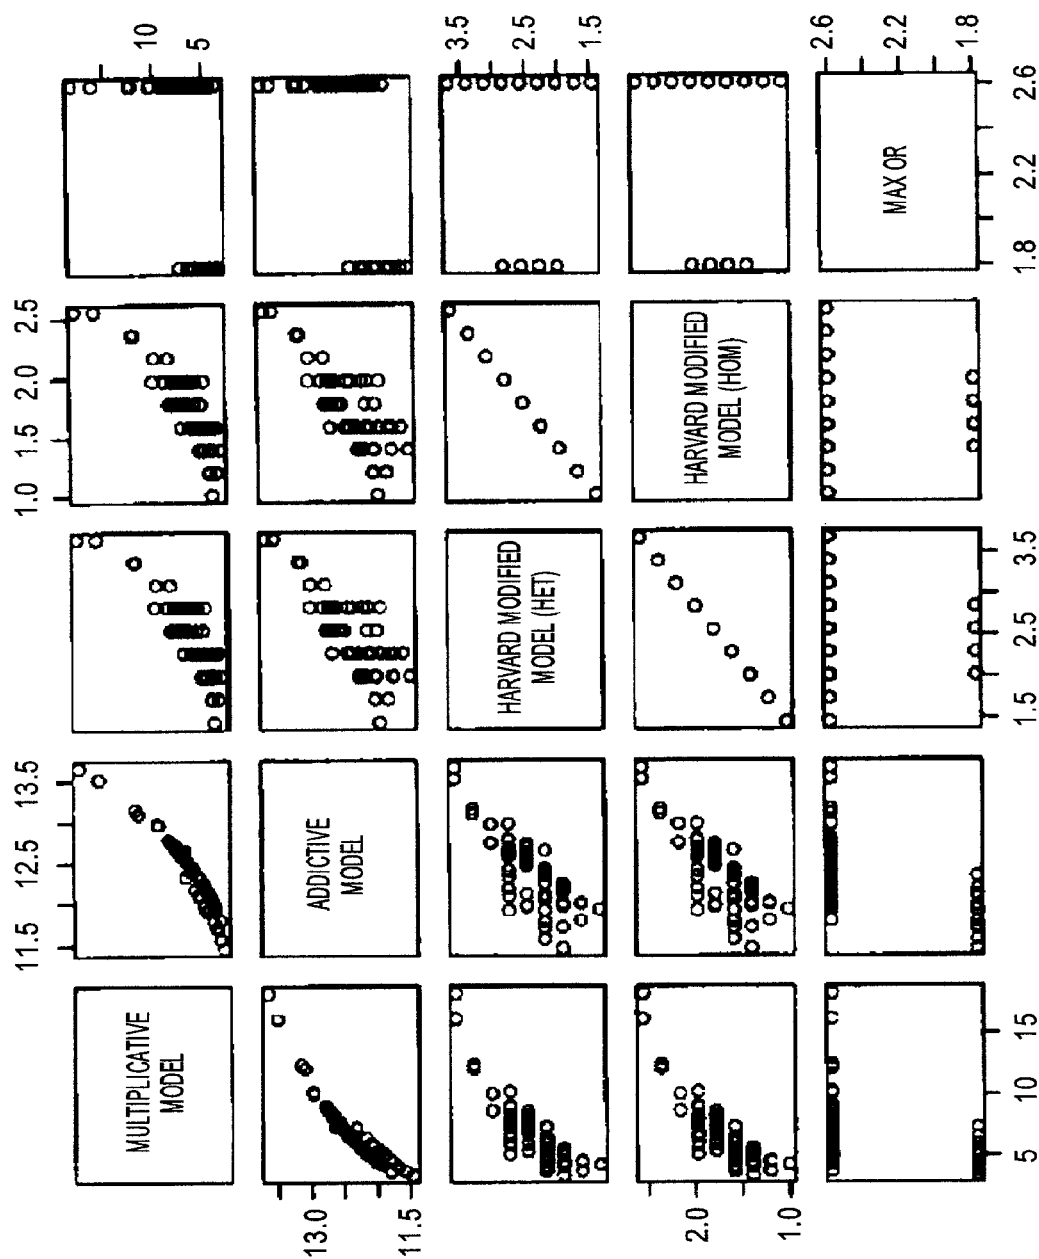 11.5 12.5 13.5 1.0 1.5 2.0 2.5
MULTIPLICATIVE
MODEL
10
5
13.0
11.5
ADDICTIVE
MODEL
HARVARD MODIFIED
MODEL (HET)
3.5
2.5
1.5
2.0
1.0
HARVARD MODIFIED
MODEL (HOM)
MAX OR
2.6
2.2
1.8
5 10 15 1.5 2.5 3.5 1.8 2.2 2.6